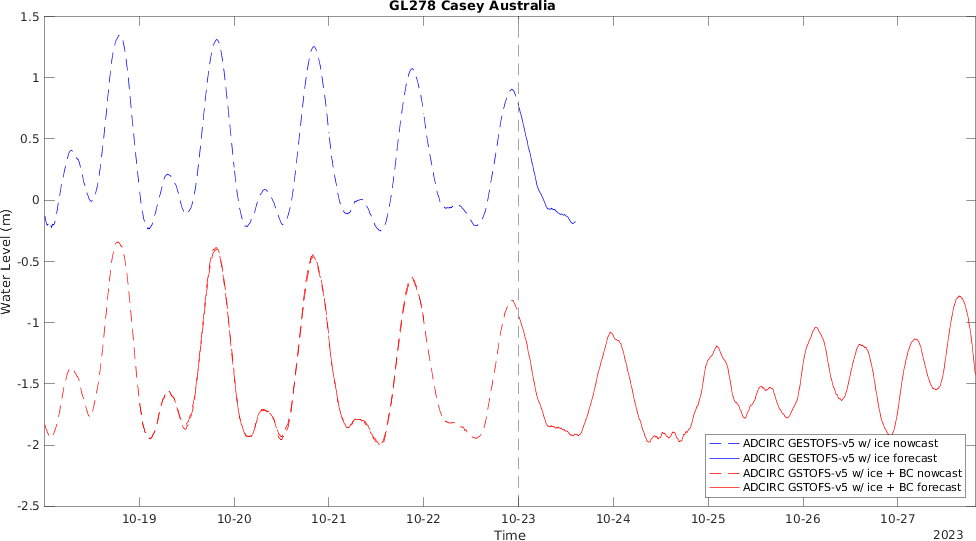 GL278 Casey Australia
1.5
1
0.5
0
-0.5
-1
-1.5
-2
-2.5
Water Level (m)
ADCIRC GESTOFS-v5 w/ ice nowcast
ADCIRC GESTOFS-v5 w/ ice forecast
ADCIRC GSTOFS-v5 w/ ice + BC nowcast
ADCIRC GSTOFS-v5 w/ ice + BC forecast
10-19 10-20 10-21 10-22 10-23 10-24 10-25 10-26 10-27
Time
2023